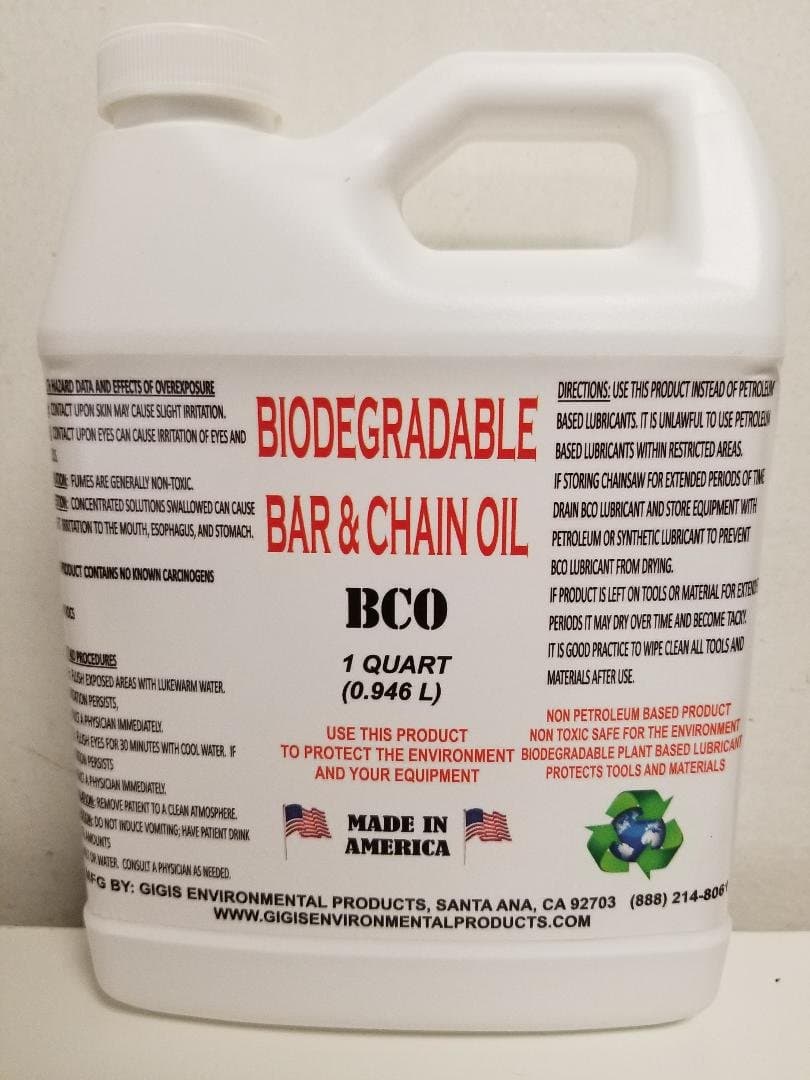 HAZARD DATA AND EFFECTS OF OVEREXPOSURE
CONTACT UPON SKIN MAY CAUSE SLIGHT IRRITATION.
CONTACT UPON EYES CAN CAUSE IRRITATION OF EYES AND
FUMES ARE GENERALLY NON-TOXIC.
CONCENTRATED SOLUTIONS SWALLOWED CAN CAUSE
IRRITATION TO THE MOUTH, ESOPHAGUS, AND STOMACH.
CONTAINS NO KNOWN CARCINOGENS
PROCEDURES
FLUSH EXPOSED AREAS WITH LUKEWARM WATER.
PERSISTS,
A PHYSICIAN IMMEDIATELY.
FLUSH EYES FOR 30 MINUTES WITH COOL WATER. IF
PERSISTS
A PHYSICIAN IMMEDIATELY.
REMOVE PATIENT TO A CLEAN ATMOSPHERE.
DO NOT INDUCE VOMITING; HAVE PATIENT DRINK
AMOUNTS
OR WATER. CONSULT A PHYSICIAN AS NEEDED.
BIODEGRADABLE
BAR & CHAIN OIL
BCO
1 QUART
(0.946 L)
USE THIS PRODUCT
TO PROTECT THE ENVIRONMENT
AND YOUR EQUIPMENT
MADE IN
AMERICA
DIRECTIONS: USE THIS PRODUCT INSTEAD OF PETROLEUM
BASED LUBRICANTS. IT IS UNLAWFUL TO USE PETROLEUM
BASED LUBRICANTS WITHIN RESTRICTED AREAS.
IF STORING CHAINSAW FOR EXTENDED PERIODS OF TIME
DRAIN BCO LUBRICANT AND STORE EQUIPMENT WITH
PETROLEUM OR SYNTHETIC LUBRICANT TO PREVENT
BCO LUBRICANT FROM DRYING.
IF PRODUCT IS LEFT ON TOOLS OR MATERIAL FOR
PERIODS IT MAY DRY OVER TIME AND BECOME TACKY.
IT IS GOOD PRACTICE TO WIPE CLEAN ALL TOOLS AND
MATERIALS AFTER USE.
NON PETROLEUM BASED PRODUCT
NON TOXIC SAFE FOR THE ENVIRONMENT
BIODEGRADABLE PLANT BASED LUBRICANT
PROTECTS TOOLS AND MATERIALS
MFG BY: GIGIS ENVIRONMENTAL PRODUCTS, SANTA ANA, CA 92703 (888) 214-8061
WWW.GIGISENVIRONMENTALPRODUCTS.COM